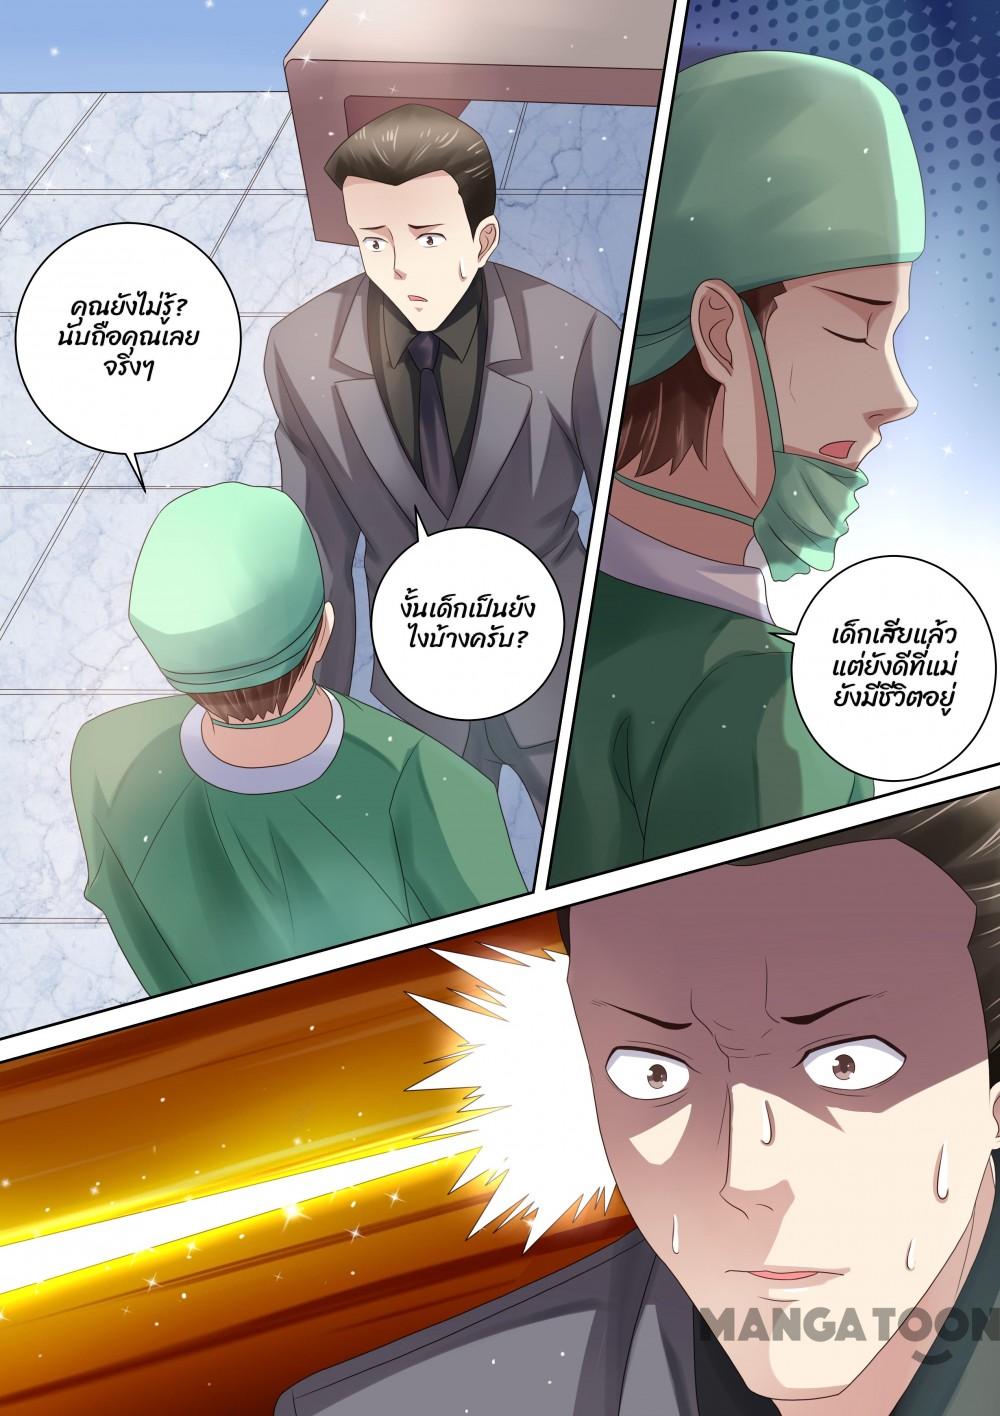 คุณยังไม่รู้?
นับถือคุณเลย
จริงๆ
งั้นเด็กเป็นยัง
ไงบ้างครับ?
เด็กเสียแล้ว
แต่ยังดีที่แม่
ยังมีชีวิตอยู่
MANGATOON